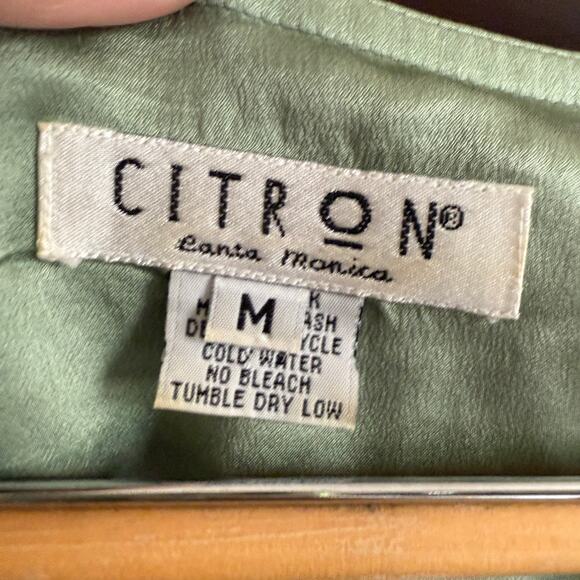 CITRON®
Santa Monica
M
COLD WATER
NO BLEACH
TUMBLE DRY LOW